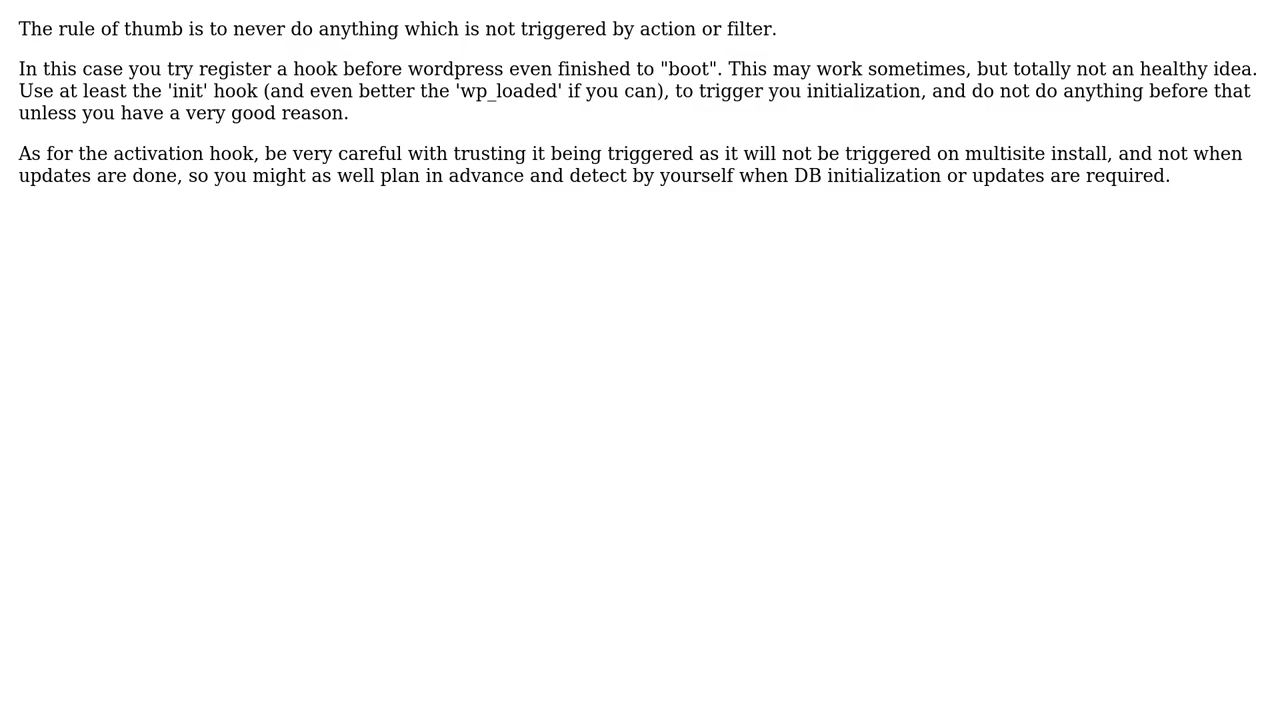 The rule of thumb is to never do anything which is not triggered by action or filter.
In this case you try register a hook before wordpress even finished to "boot". This may work sometimes, but totally not an healthy idea.
Use at least the 'init' hook (and even better the 'wp_loaded' if you can), to trigger you initialization, and do not do anything before that
unless you have a very good reason.
As for the activation hook, be very careful with trusting it being triggered as it will not be triggered on multisite install, and not when
updates are done, so you might as well plan in advance and detect by yourself when DB initialization or updates are required.